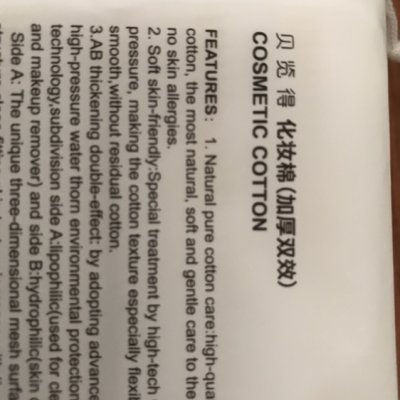 贝览得 化妆棉(加厚双效)
COSMETIC COTTON
FEATURES: 1. Natural pure cotton care:high-qua
cotton, the most natural, soft and gentle care to the
no skin allergies.
2. Soft skin-friendly:Special treatment by high-tech
pressure, making the cotton texture especially flexi
smooth,without residual cotton.
3.AB thickening double-effect: by adopting advance
high-pressure water thorn environmental protection
technology,subdivision side A:lipophilic(used for cle
and makeup remover) and side B:hydrophilic(skin
Side A: The unique three-dimensional mesh surfa